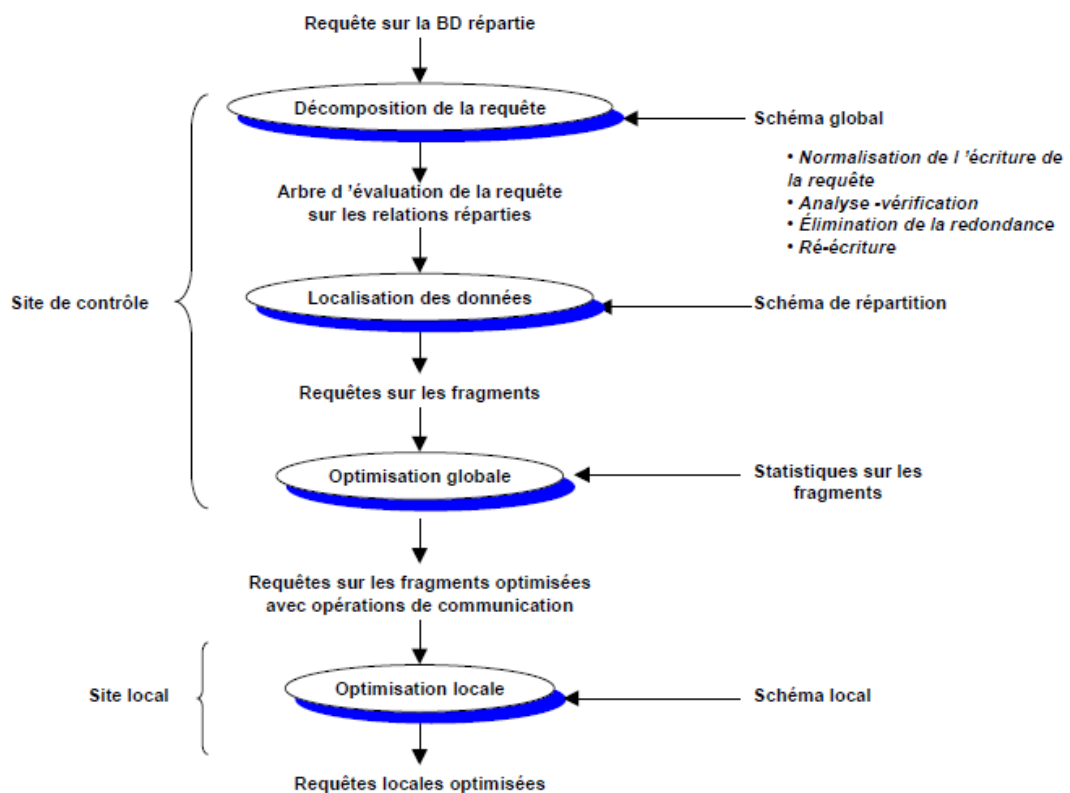 Requête sur la BD répartie
Décomposition de la requête
Schéma global
• Normalisation de l 'écriture de
la requête
• Analyse -vérification
• Élimination de la redondance
• Ré-écriture
Arbre d 'évaluation de la requête
sur les relations réparties
Site de contrôle
Localisation des données
Schéma de répartition
Requêtes sur les fragments
Optimisation globale
Statistiques sur les
fragments
Requêtes sur les fragments optimisées
avec opérations de communication
Site local
Optimisation locale
Schéma local
Requêtes locales optimisées